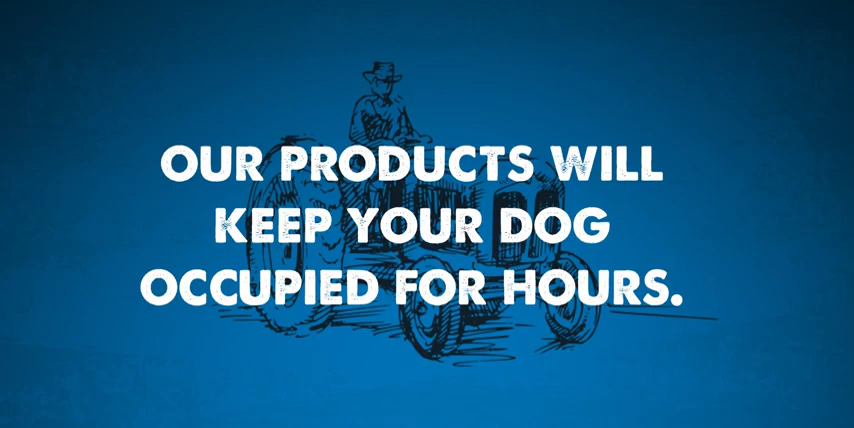 OUR PRODUCTS WILL
KEEP YOUR DOG
OCCUPIED FOR HOURS.